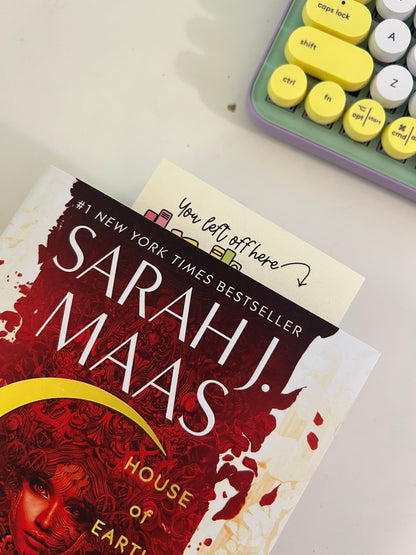 caps lock
A
shift
Z
ctrl
fn
opt
start
⌘
cmd
You left off here
#1 NEW YORK TIMES BESTSELLER
SARAH J.
MAAS
HOUSE
of
EARTH